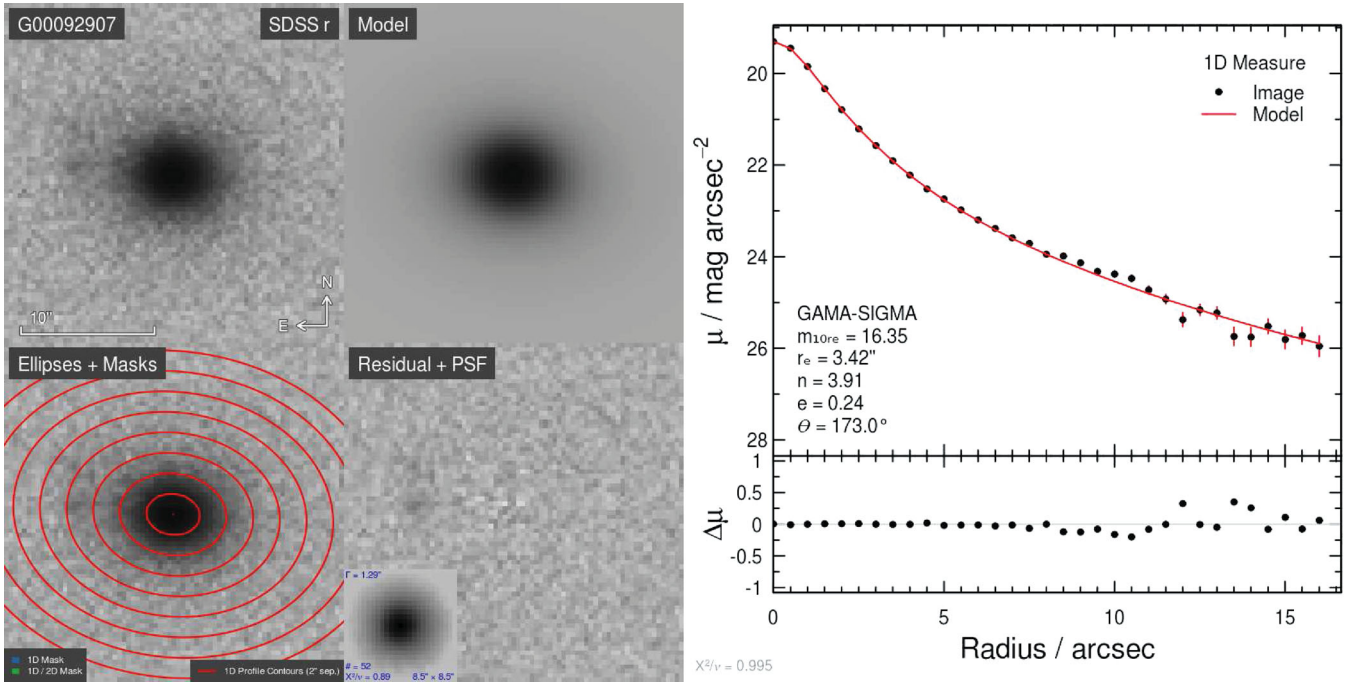 G00092907
SDSS r
Model
10"
N
E
Ellipses + Masks
Residual + PSF
Γ = 1.29"
# = 52
X²/ν = 0.89
8.5" × 8.5"
1D Mask
1D / 2D Mask
1D Profile Contours (2" sep.)
μ / mag arcsec⁻²
20
22
24
26
28
1D Measure
Image
Model
GAMA-SIGMA
m₁₀ᵣₑ = 16.35
rₑ = 3.42"
n = 3.91
e = 0.24
Θ = 173.0°
Δμ
1
0.5
0
-0.5
-1
0 5 10 15
Radius / arcsec
X²/ν = 0.995